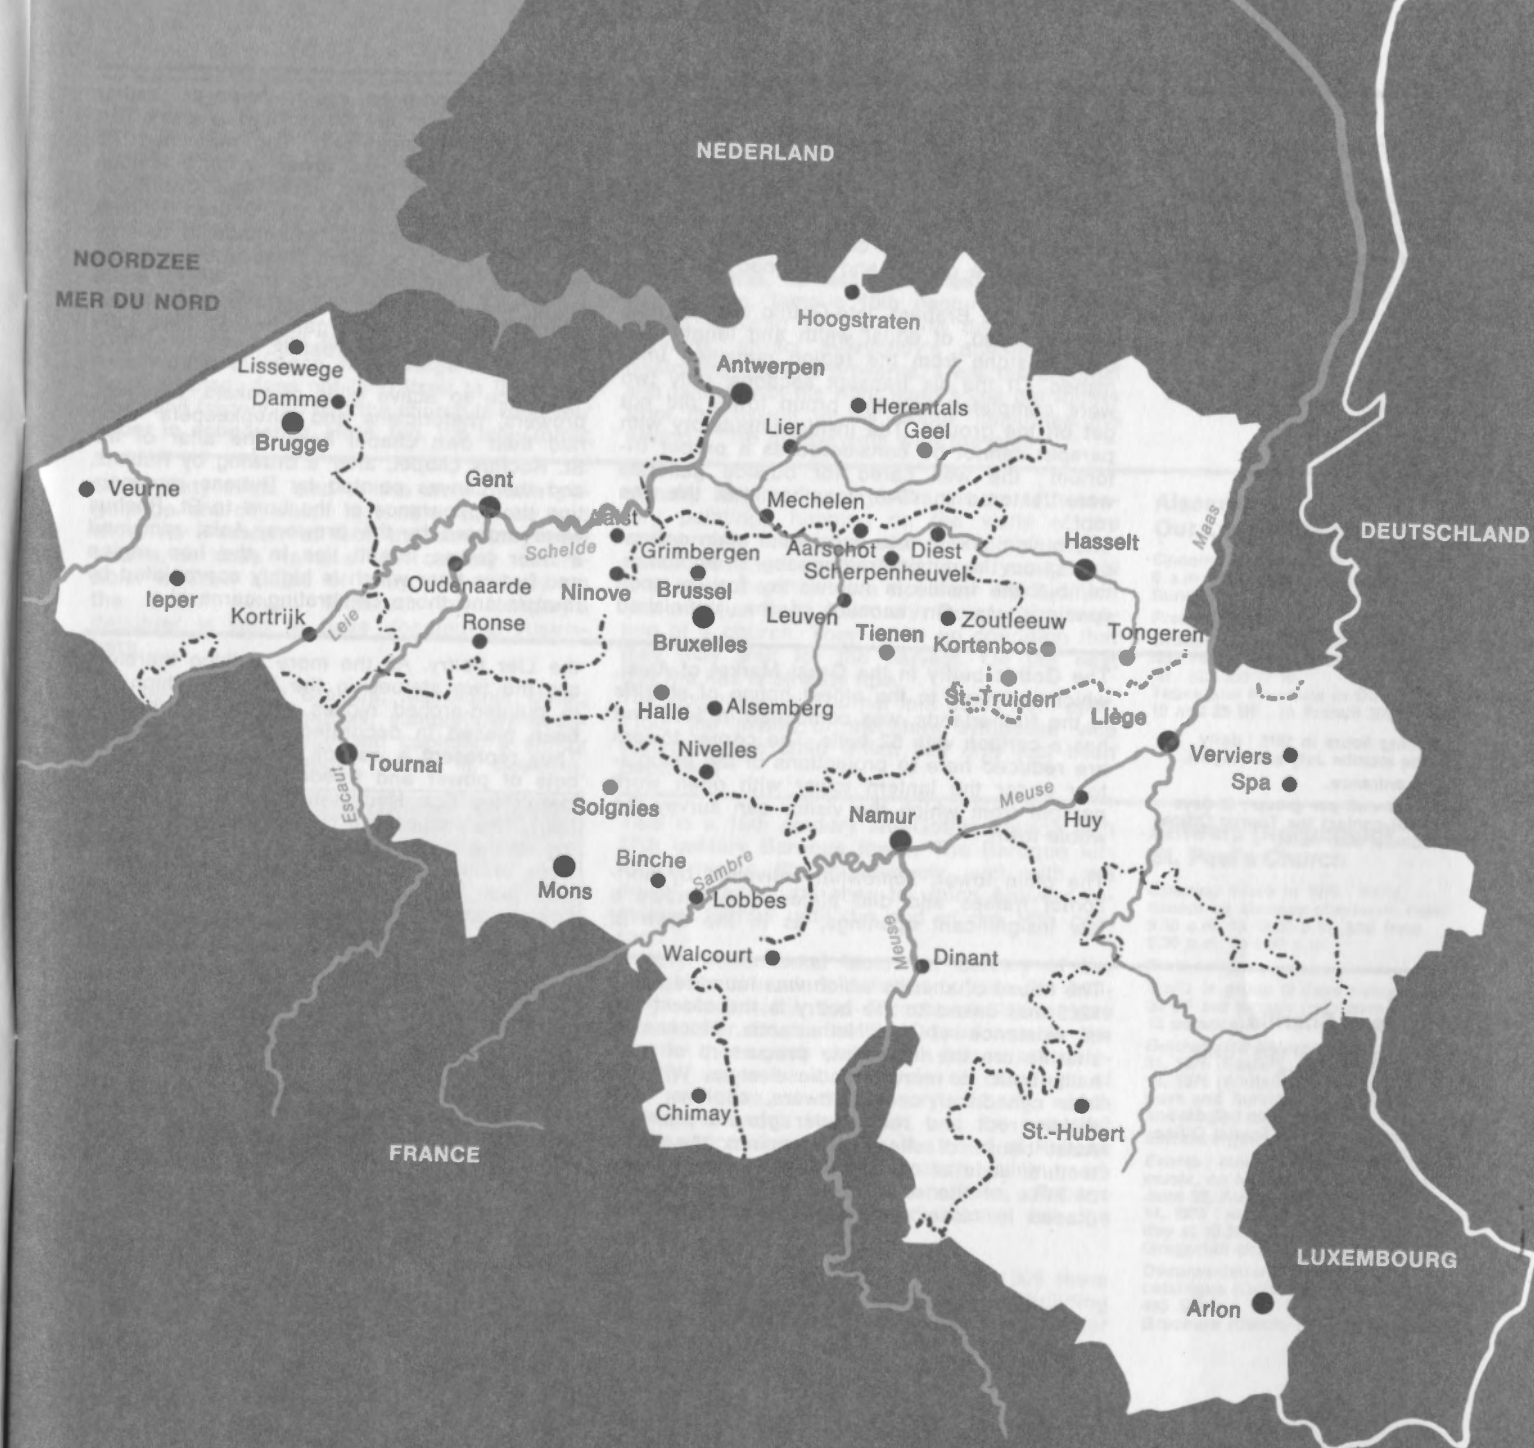 NEDERLAND
NOORDZEE
MER DU NORD
Hoogstraten
Lissewege
Antwerpen
Damme
Herentals
Brugge
Lier
Geel
Veurne
Gent
Mechelen
Maas
DEUTSCHLAND
Aalst
Schelde
Grimbergen
Aarschot
Diest
Hasselt
Scherpenheuvel
Oudenaarde
Ninove
Brussel
Ieper
Kortrijk
Leie
Ronse
Bruxelles
Leuven
Tienen
Zoutleeuw
Kortenbos
Tongeren
Halle
Alsemberg
St.-Truiden
Liège
Nivelles
Verviers
Tournai
Spa
Escaut
Soignies
Meuse
Namur
Huy
Binche
Sambre
Mons
Lobbes
Walcourt
Meuse
Dinant
Chimay
St.-Hubert
FRANCE
LUXEMBOURG
Arlon